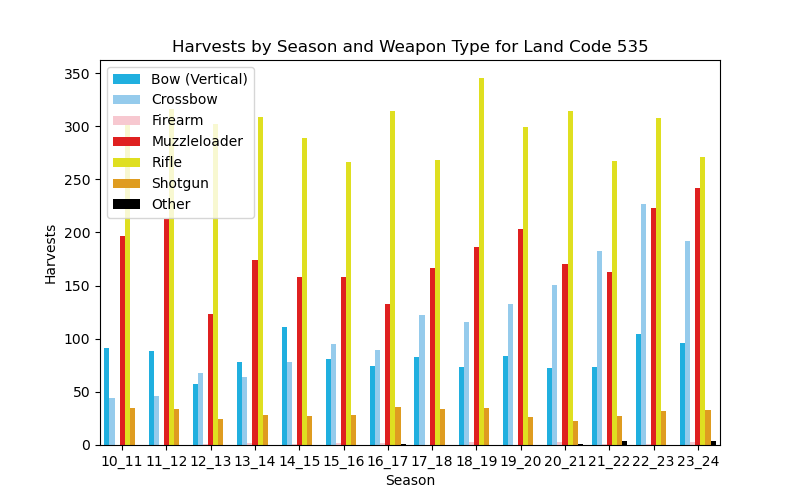 Harvests by Season and Weapon Type for Land Code 535
350
300
250
200
150
100
50
0
Harvests
Bow (Vertical)
Crossbow
Firearm
Muzzleloader
Rifle
Shotgun
Other
10_11 11_12 12_13 13_14 14_15 15_16 16_17 17_18 18_19 19_20 20_21 21_22 22_23 23_24
Season